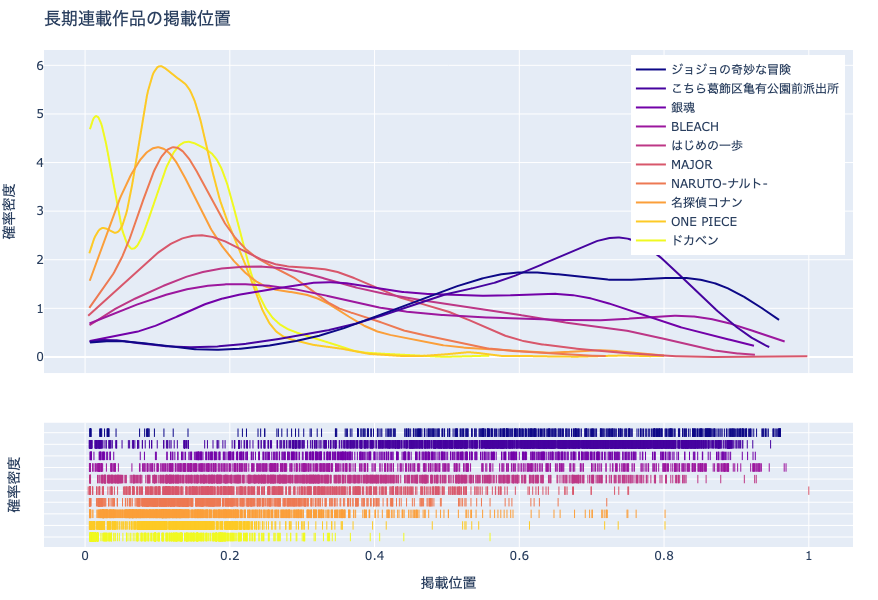 長期連載作品の掲載位置
確率密度
6
5
4
3
2
1
0
ジョジョの奇妙な冒険
こちら葛飾区亀有公園前派出所
銀魂
BLEACH
はじめの一歩
MAJOR
NARUTO-ナルト-
名探偵コナン
ONE PIECE
ドカベン
確率密度
0
0.2
0.4
0.6
0.8
1
掲載位置